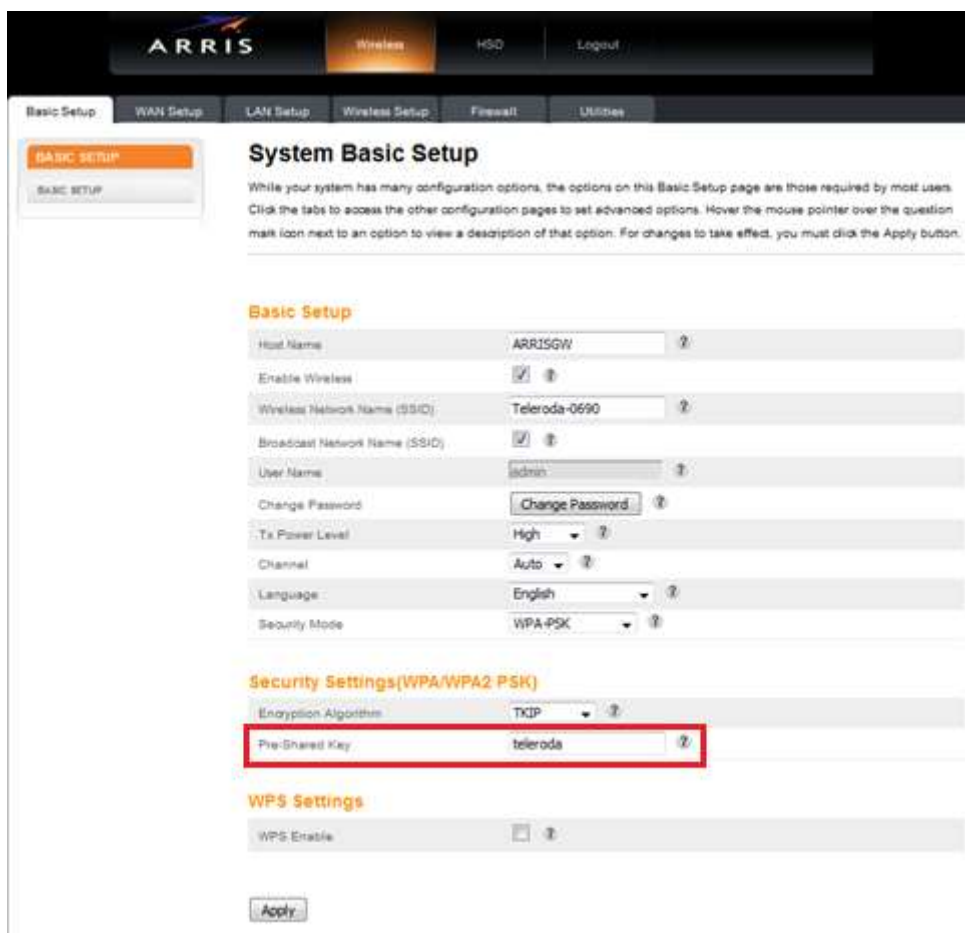 ARRIS
Wireless HSD Logout
Basic Setup WAN Setup LAN Setup Wireless Setup Firewall Utilities
BASIC SETUP
BASIC SETUP
System Basic Setup
While your system has many configuration options, the options on this Basic Setup page are those required by most users.
Click the tabs to access the other configuration pages to set advanced options. Hover the mouse pointer over the question
mark icon next to an option to view a description of that option. For changes to take effect, you must click the Apply button.
Basic Setup
Host Name ARRISGW ?
Enable Wireless ?
Wireless Network Name (SSID) Teleroda-0690 ?
Broadcast Network Name (SSID) ?
User Name admin ?
Change Password Change Password ?
Tx Power Level High ?
Channel Auto ?
Language English ?
Security Mode WPA-PSK ?
Security Settings(WPA/WPA2 PSK)
Encryption Algorithm TKIP ?
Pre-Shared Key teleroda ?
WPS Settings
WPS Enable ?
Apply